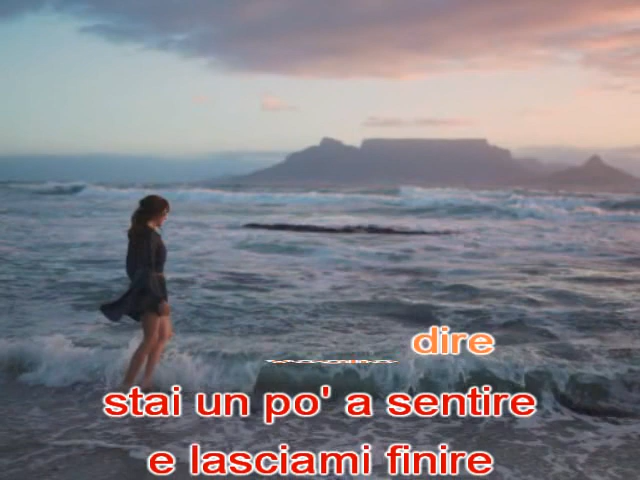 dire
stai un po' a sentire
e lasciami finire